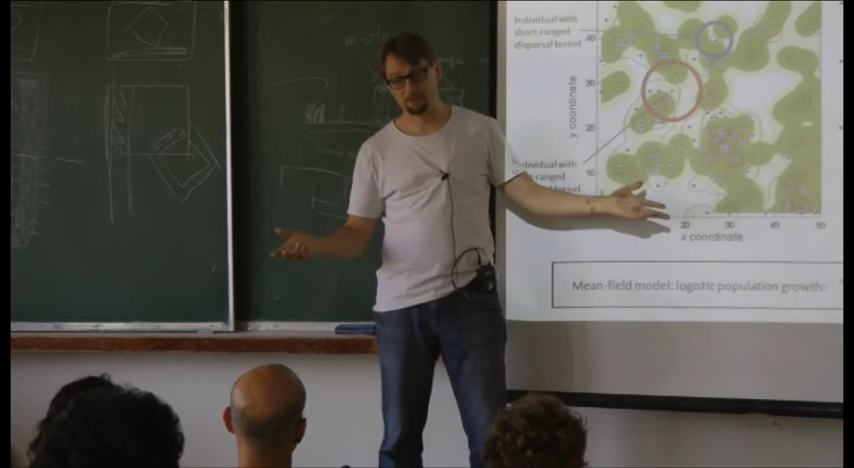 Individual with
short-ranged
dispersal kernel
40
30
20
10
y coordinate
Individual with
ranged
kernel
20 30 40 50
x coordinate
Mean-field model: logistic population growth: